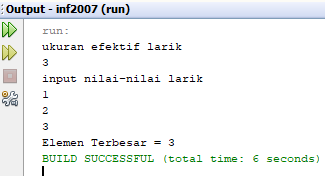 Output - inf2007 (run)
run:
ukuran efektif larik
3
input nilai-nilai larik
1
2
3
Elemen Terbesar = 3
BUILD SUCCESSFUL (total time: 6 seconds)